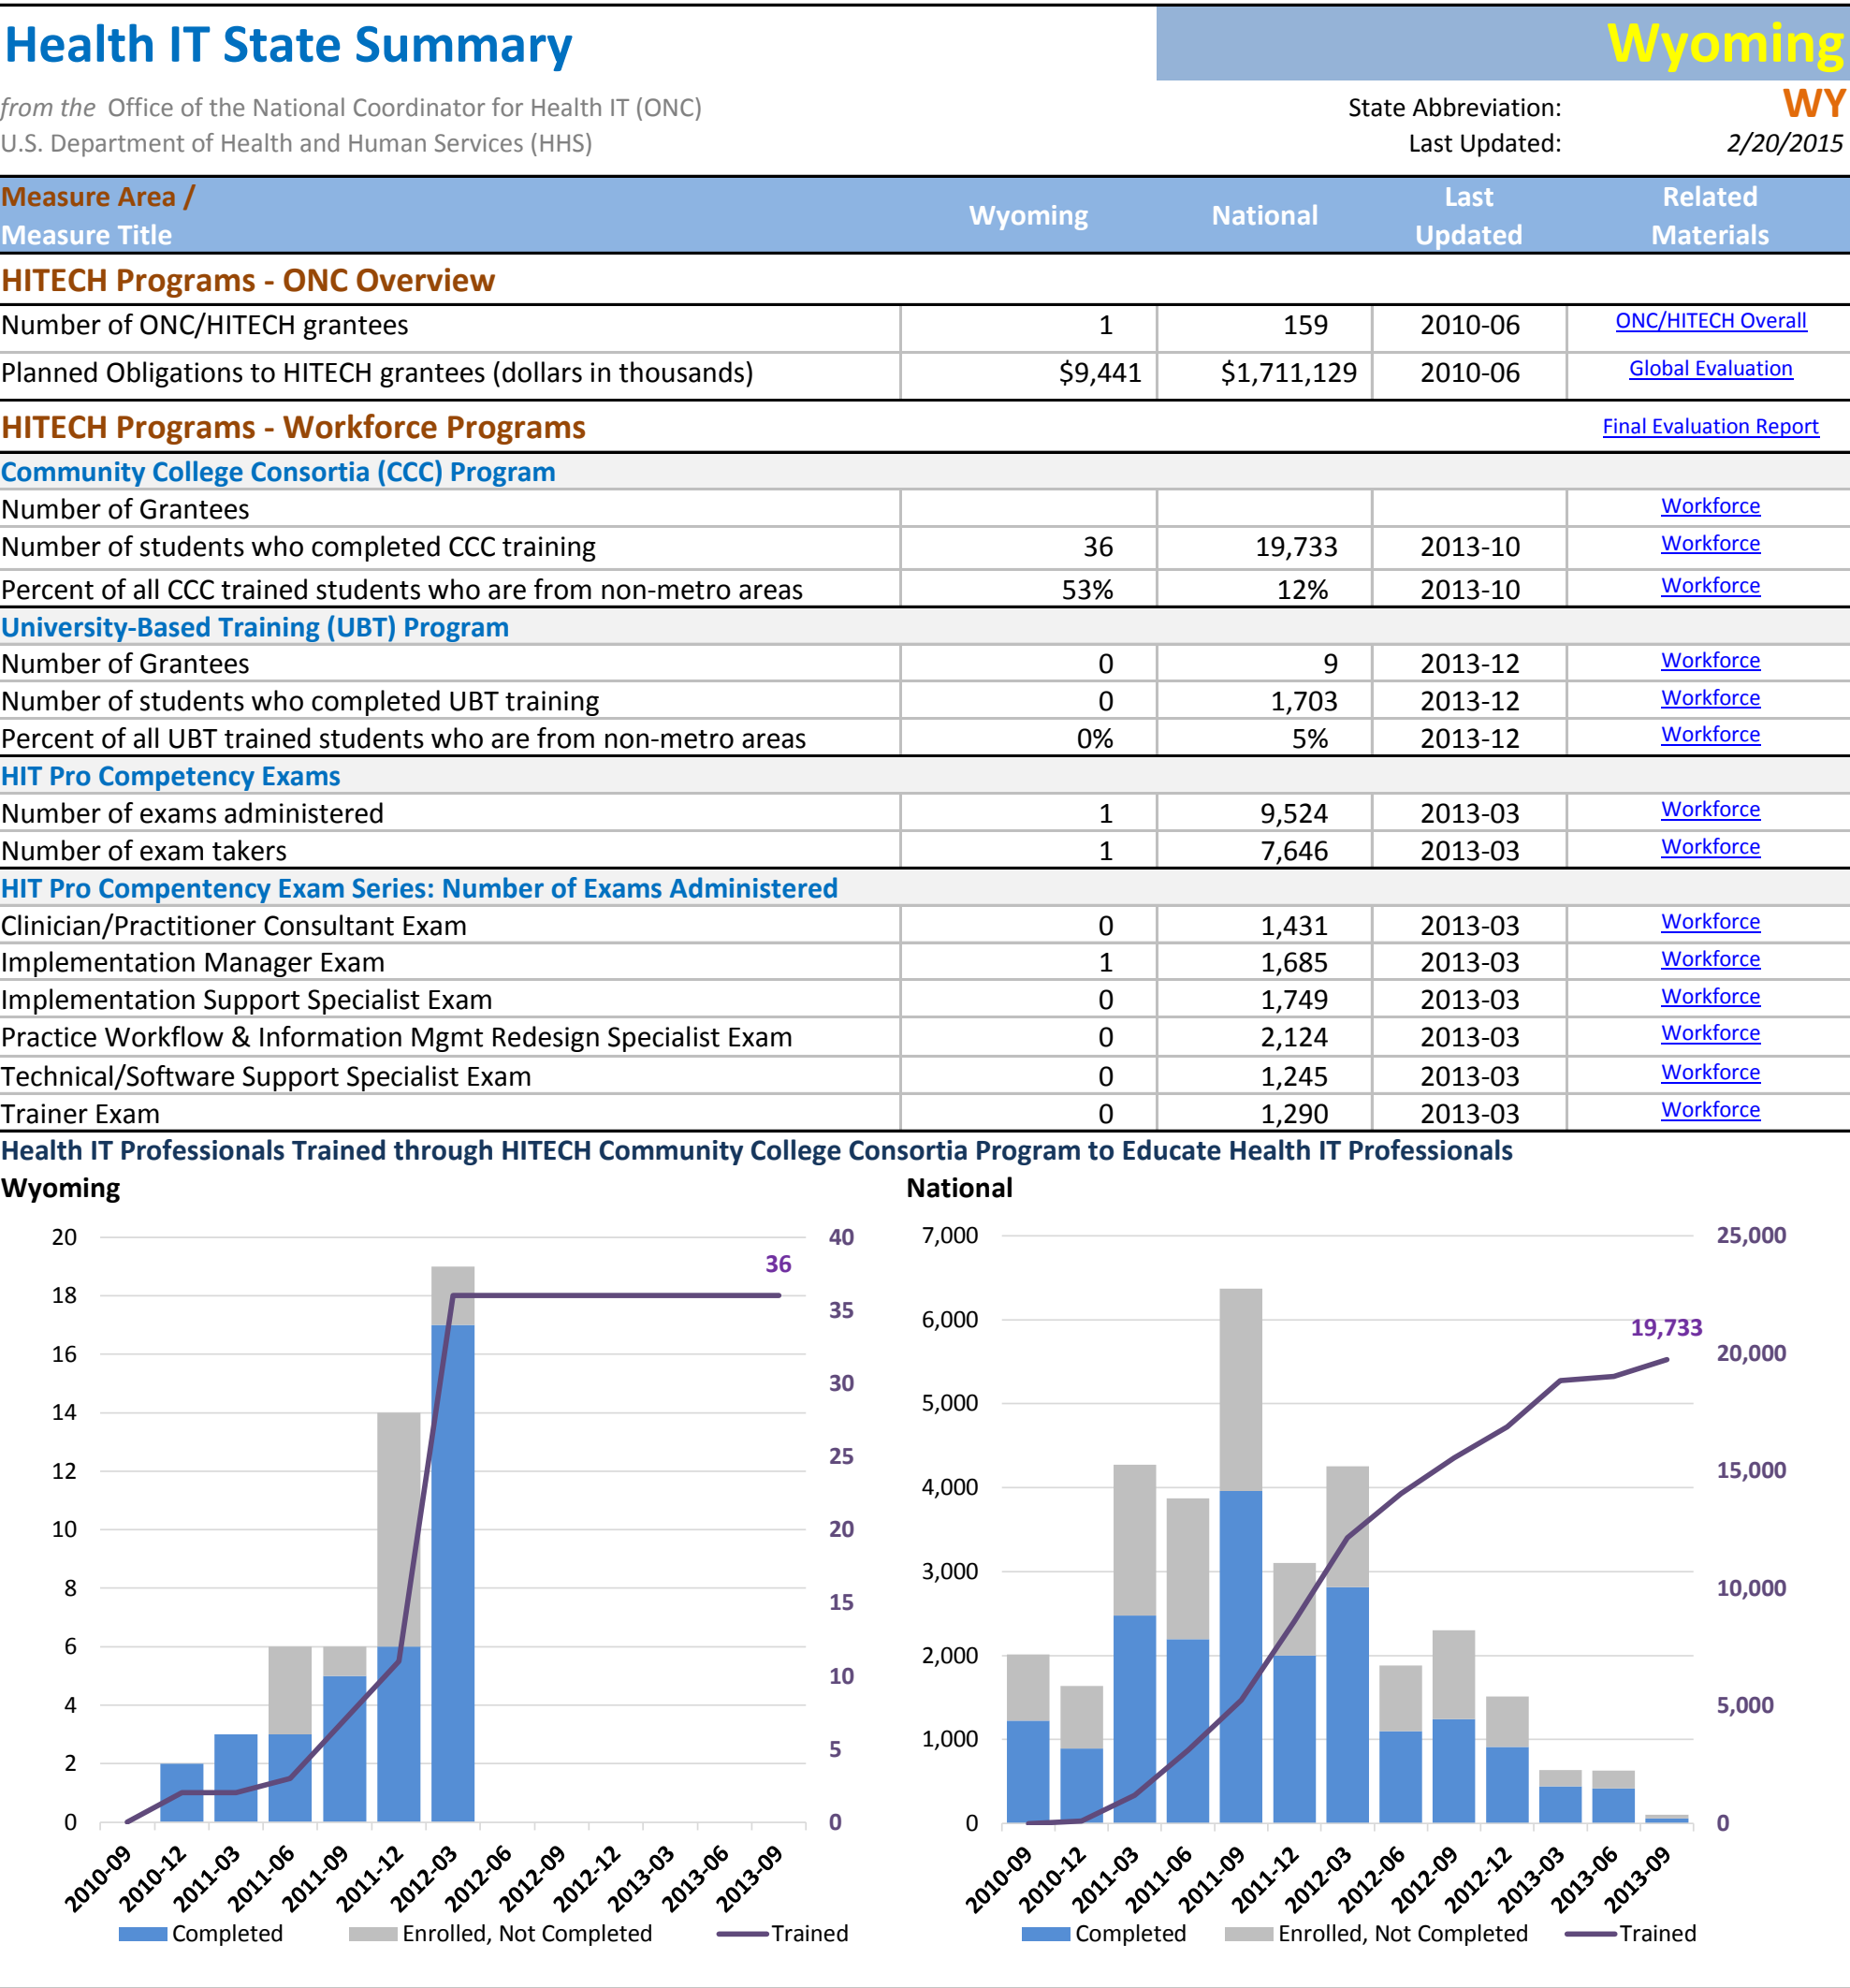 Health IT State Summary Wyoming
from the Office of the National Coordinator for Health IT (ONC) State Abbreviation: WY
U.S. Department of Health and Human Services (HHS) Last Updated: 2/20/2015
Measure Area / Last Related
Measure Title Wyoming National Updated Materials
HITECH Programs - ONC Overview
Number of ONC/HITECH grantees 1 159 2010-06 ONC/HITECH Overall
Planned Obligations to HITECH grantees (dollars in thousands) $9,441 $1,711,129 2010-06 Global Evaluation
HITECH Programs - Workforce Programs Final Evaluation Report
Community College Consortia (CCC) Program
Number of Grantees Workforce
Number of students who completed CCC training 36 19,733 2013-10 Workforce
Percent of all CCC trained students who are from non-metro areas 53% 12% 2013-10 Workforce
University-Based Training (UBT) Program
Number of Grantees 0 9 2013-12 Workforce
Number of students who completed UBT training 0 1,703 2013-12 Workforce
Percent of all UBT trained students who are from non-metro areas 0% 5% 2013-12 Workforce
HIT Pro Competency Exams
Number of exams administered 1 9,524 2013-03 Workforce
Number of exam takers 1 7,646 2013-03 Workforce
HIT Pro Compentency Exam Series: Number of Exams Administered
Clinician/Practitioner Consultant Exam 0 1,431 2013-03 Workforce
Implementation Manager Exam 1 1,685 2013-03 Workforce
Implementation Support Specialist Exam 0 1,749 2013-03 Workforce
Practice Workflow & Information Mgmt Redesign Specialist Exam 0 2,124 2013-03 Workforce
Technical/Software Support Specialist Exam 0 1,245 2013-03 Workforce
Trainer Exam 0 1,290 2013-03 Workforce
Health IT Professionals Trained through HITECH Community College Consortia Program to Educate Health IT Professionals
Wyoming
20
18
16
14
12
10
8
6
4
2
0
36
40
35
30
25
20
15
10
5
0
2010-09 2010-12 2011-03 2011-06 2011-09 2011-12 2012-03 2012-06 2012-09 2012-12 2013-03 2013-06 2013-09
Completed Enrolled, Not Completed Trained
National
7,000
6,000
5,000
4,000
3,000
2,000
1,000
0
19,733
25,000
20,000
15,000
10,000
5,000
0
2010-09 2010-12 2011-03 2011-06 2011-09 2011-12 2012-03 2012-06 2012-09 2012-12 2013-03 2013-06 2013-09
Completed Enrolled, Not Completed Trained